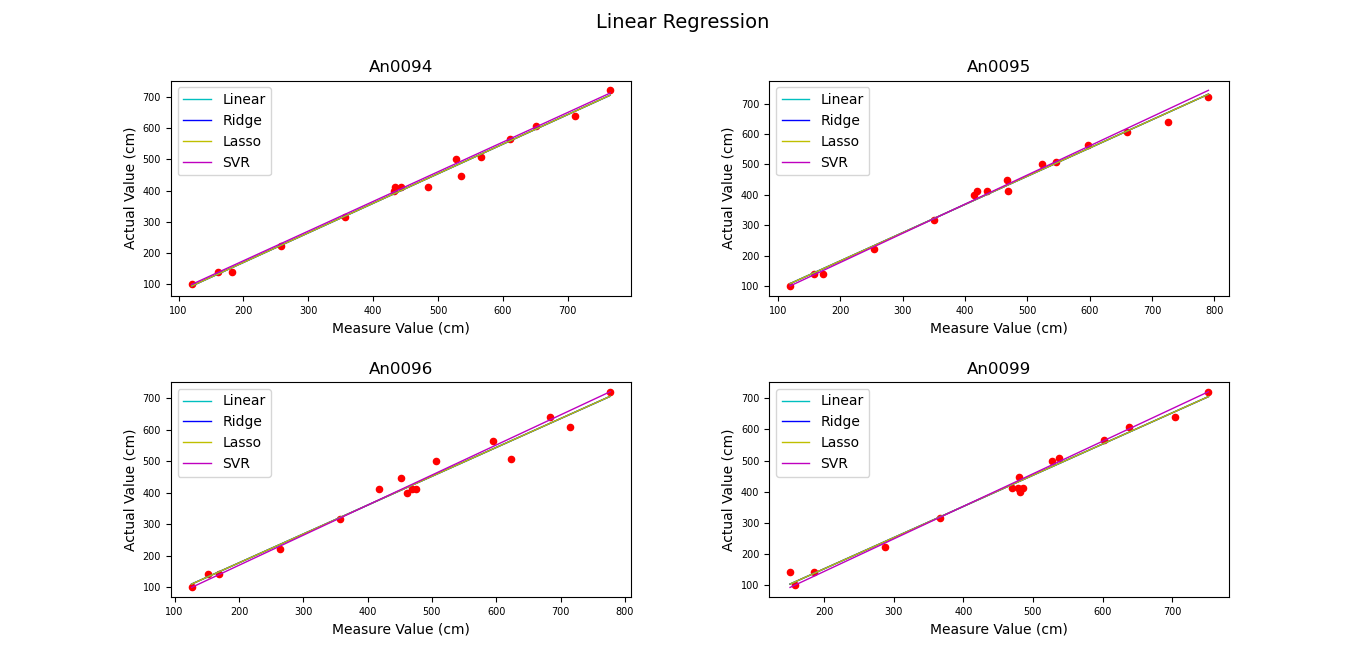 Linear Regression
An0094
Linear
Ridge
Lasso
SVR
700
600
500
400
300
200
100
Actual Value (cm)
100 200 300 400 500 600 700
Measure Value (cm)
An0095
Linear
Ridge
Lasso
SVR
700
600
500
400
300
200
100
Actual Value (cm)
100 200 300 400 500 600 700 800
Measure Value (cm)
An0096
Linear
Ridge
Lasso
SVR
700
600
500
400
300
200
100
Actual Value (cm)
100 200 300 400 500 600 700 800
Measure Value (cm)
An0099
Linear
Ridge
Lasso
SVR
700
600
500
400
300
200
100
Actual Value (cm)
200 300 400 500 600 700
Measure Value (cm)